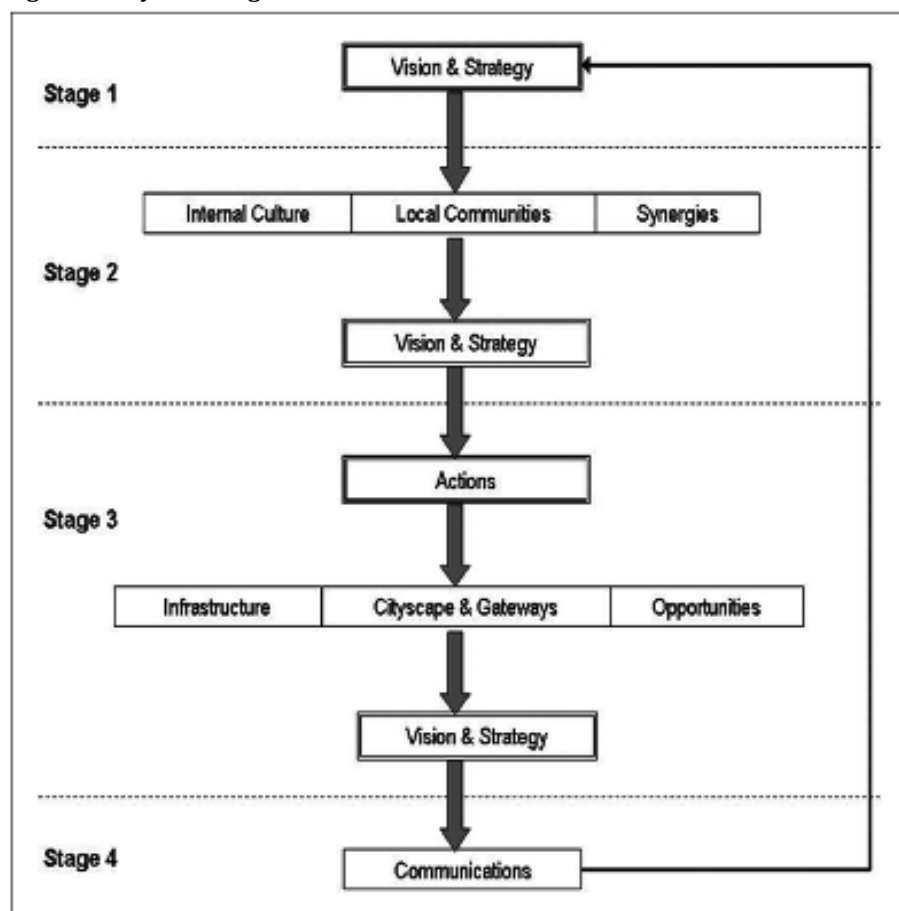 Vision & Strategy
Stage 1
Internal Culture Local Communities Synergies
Stage 2
Vision & Strategy
Actions
Stage 3
Infrastructure Cityscape & Gateways Opportunities
Vision & Strategy
Stage 4
Communications